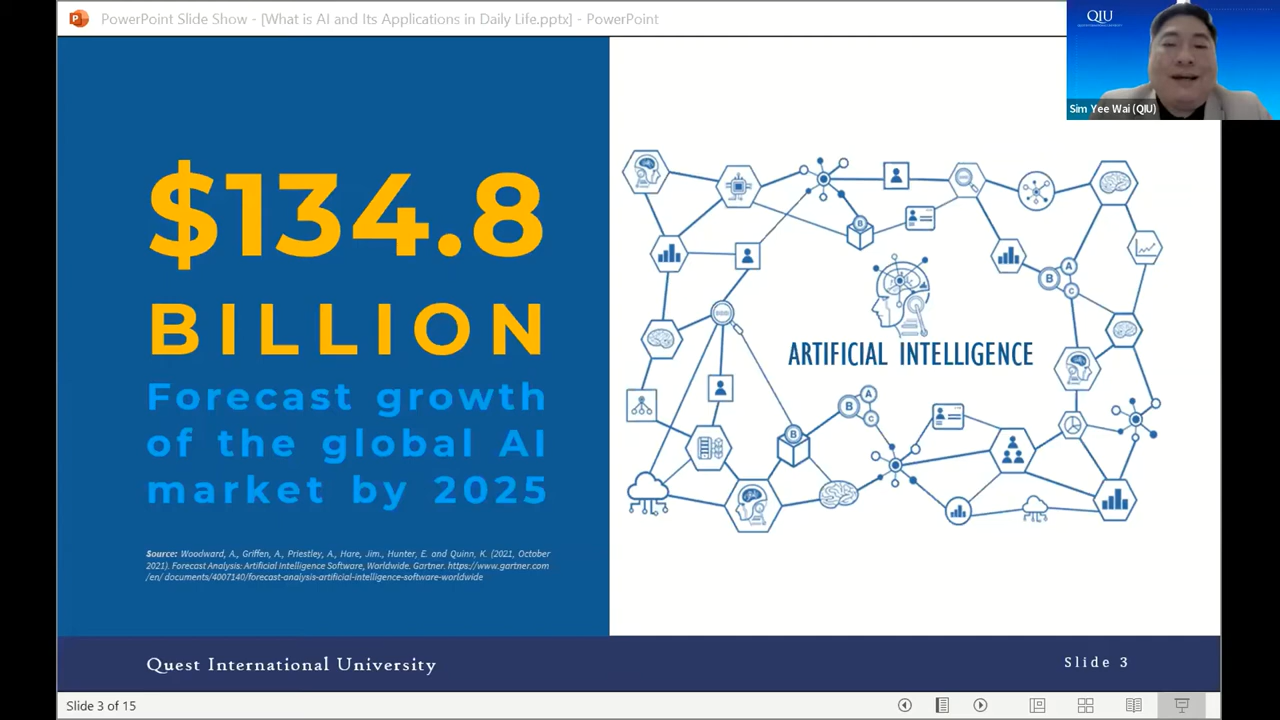 PowerPoint Slide Show - [What is AI and Its Applications in Daily Life.pptx] - PowerPoint
QIU
Sim Yee Wai (QIU)
$134.8
BILLION
Forecast growth
of the global AI
market by 2025
Source: Woodward, A., Griffen, A., Priestley, A., Hare, Jim., Hunter, E. and Quinn, K. (2021, October
2021). Forecast Analysis: Artificial Intelligence Software, Worldwide. Gartner. https://www.gartner.com
/en/ documents/4007140/forecast-analysis-artificial-intelligence-software-worldwide
B
A
B
C
ARTIFICIAL INTELLIGENCE
A
B
C
B
Quest International University
Slide 3
Slide 3 of 15